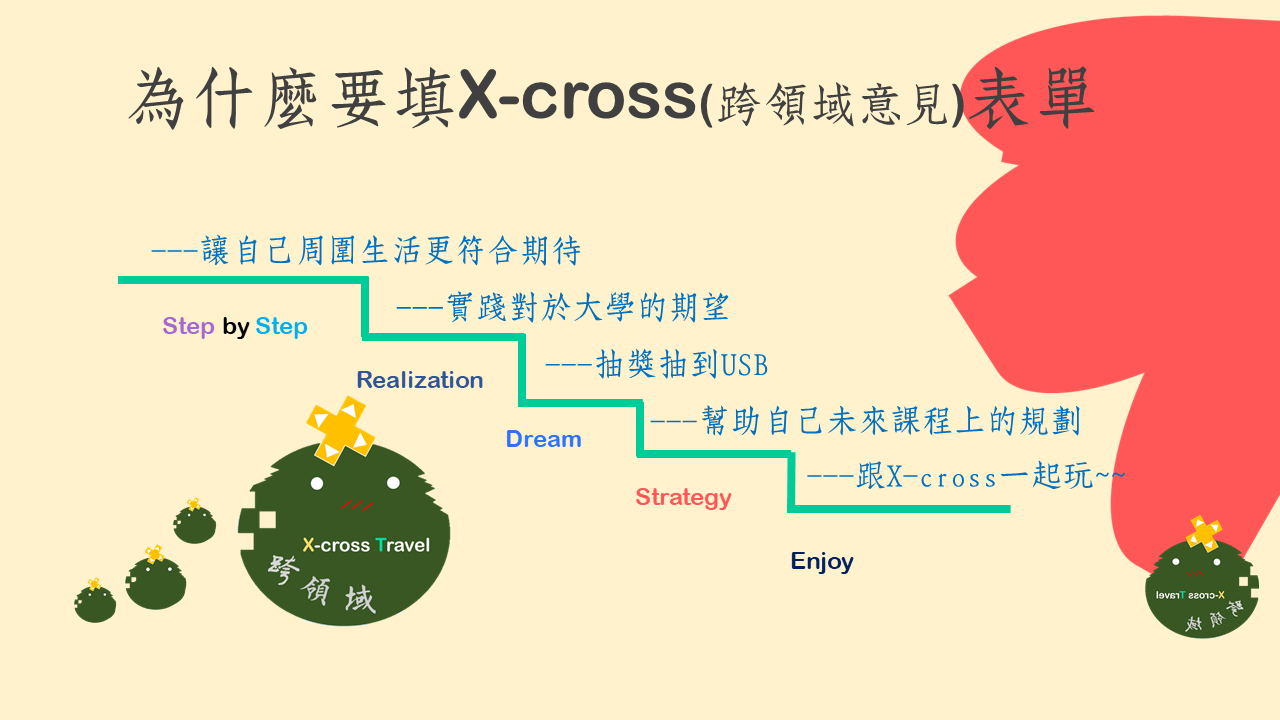 為什麼要填X-cross(跨領域意見)表單
---讓自己周圍生活更符合期待
Step by Step
---實踐對於大學的期望
Realization
---抽獎抽到USB
Dream
---幫助自己未來課程上的規劃
Strategy
---跟X-cross一起玩~~
Enjoy
X-cross Travel
跨領域
X-cross Travel
跨領域